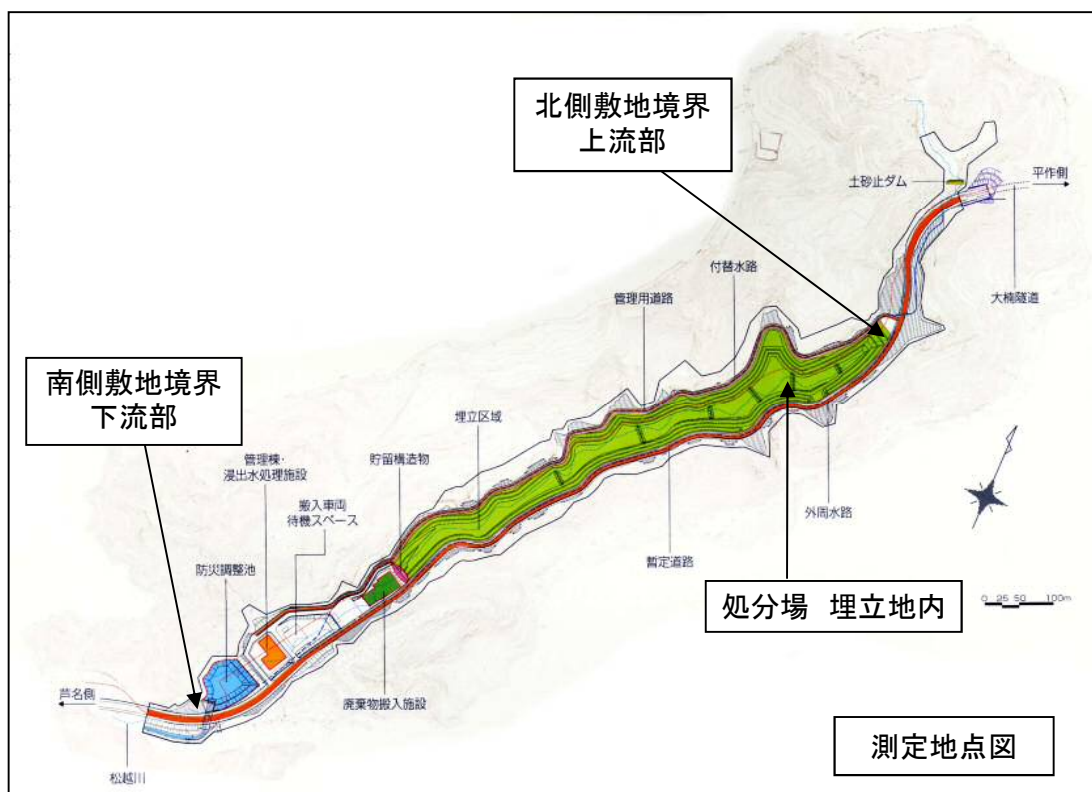 北側敷地境界
上流部
土砂止ダム
平作側
付替水路
管理用道路
大楠隧道
南側敷地境界
下流部
埋立区域
管理棟・
浸出水処理施設
貯留構造物
搬入車両
待機スペース
外周水路
暫定道路
防災調整池
処分場 埋立地内
0 25 50 100m
芦名側
廃棄物搬入施設
測定地点図
松越川